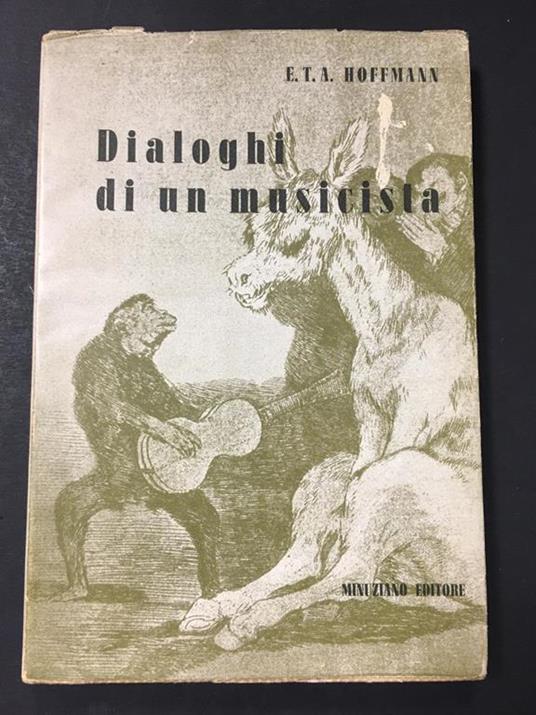 E.T.A. HOFFMANN
Dialoghi
di un musicista
MINUZIANO EDITORE